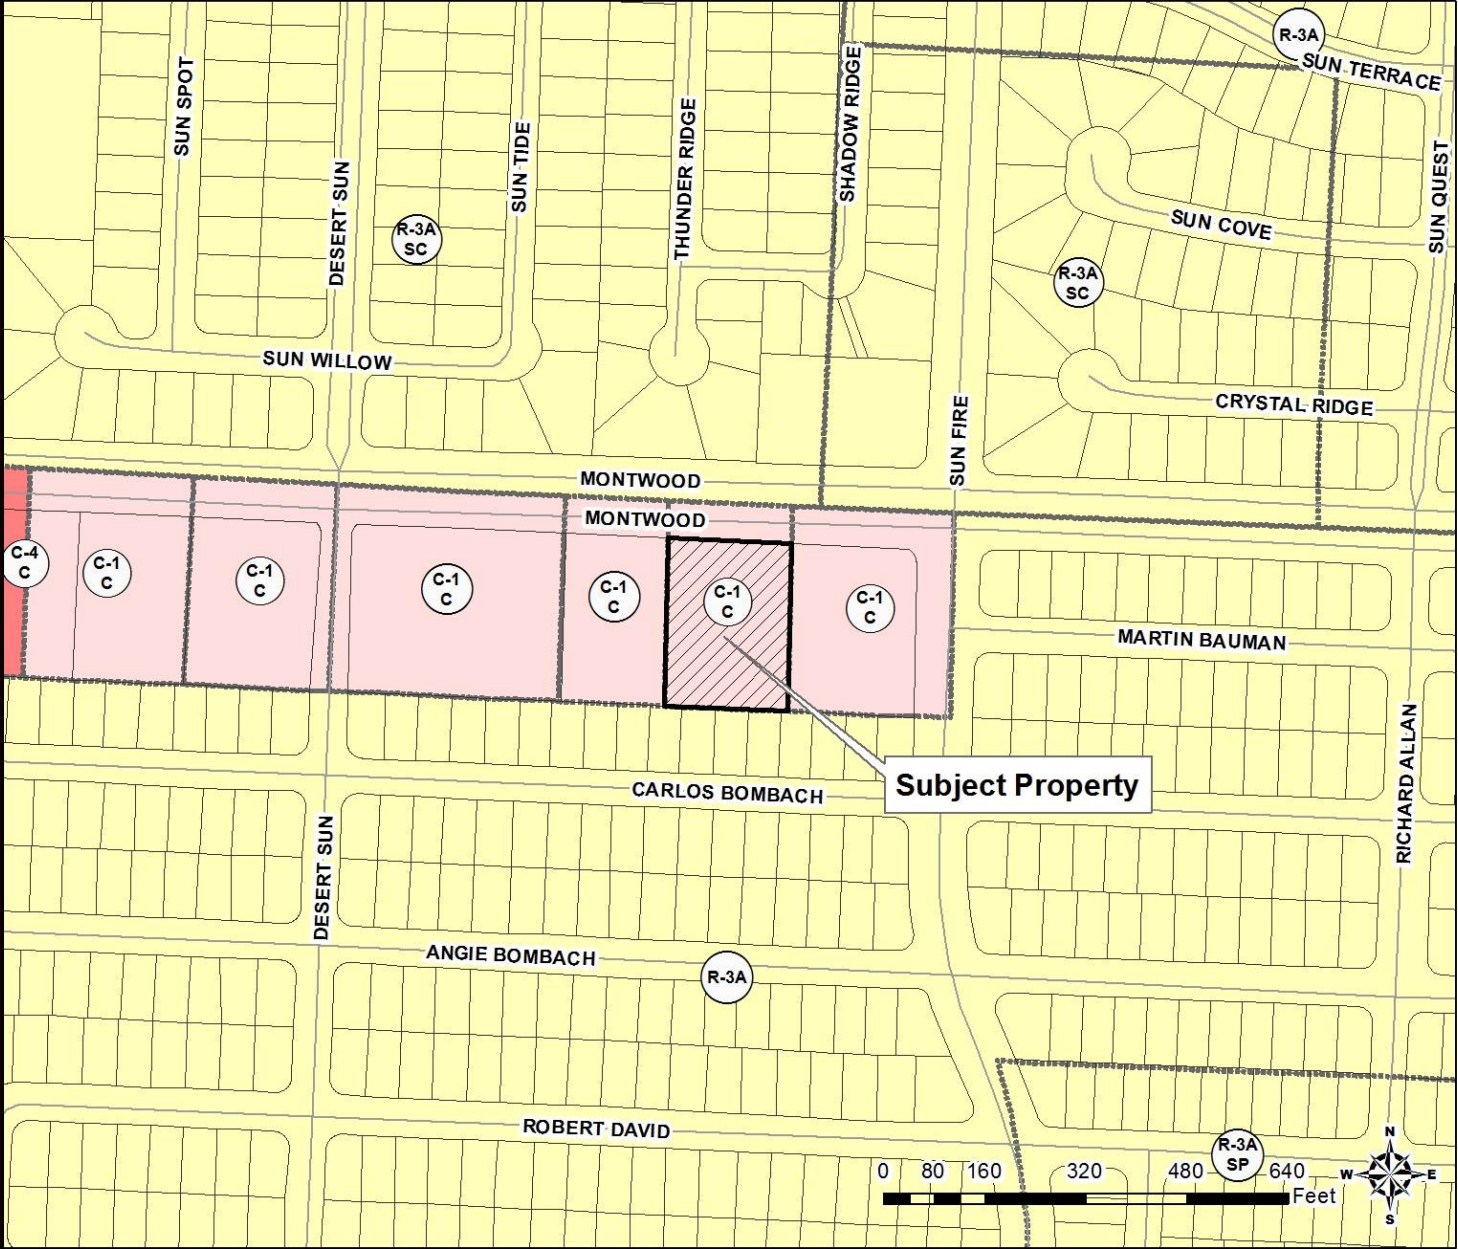 R-3A
SUN TERRACE
SUN SPOT
SHADOW RIDGE
THUNDER RIDGE
SUN TIDE
DESERT SUN
SUN QUEST
R-3A
SC
SUN COVE
R-3A
SC
SUN WILLOW
CRYSTAL RIDGE
SUN FIRE
MONTWOOD
MONTWOOD
C-4
C
C-1
C
C-1
C
C-1
C
C-1
C
C-1
C
C-1
C
MARTIN BAUMAN
RICHARD ALLAN
Subject Property
CARLOS BOMBACH
DESERT SUN
ANGIE BOMBACH
R-3A
ROBERT DAVID
R-3A
SP
0 80 160 320 480 640
Feet
N
W E
S